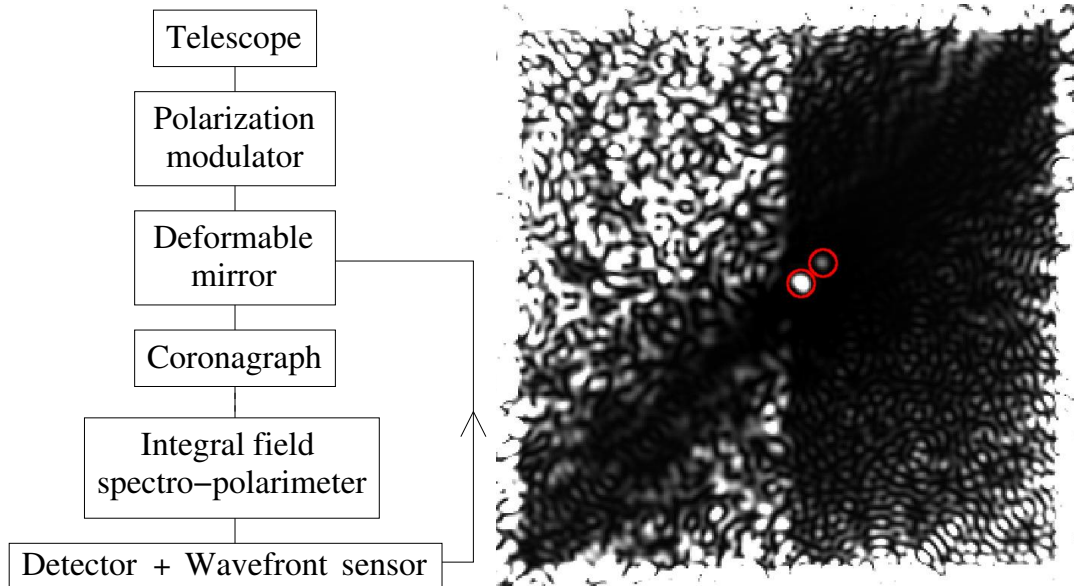 Telescope
Polarization
modulator
Deformable
mirror
Coronagraph
Integral field
spectro-polarimeter
Detector + Wavefront sensor